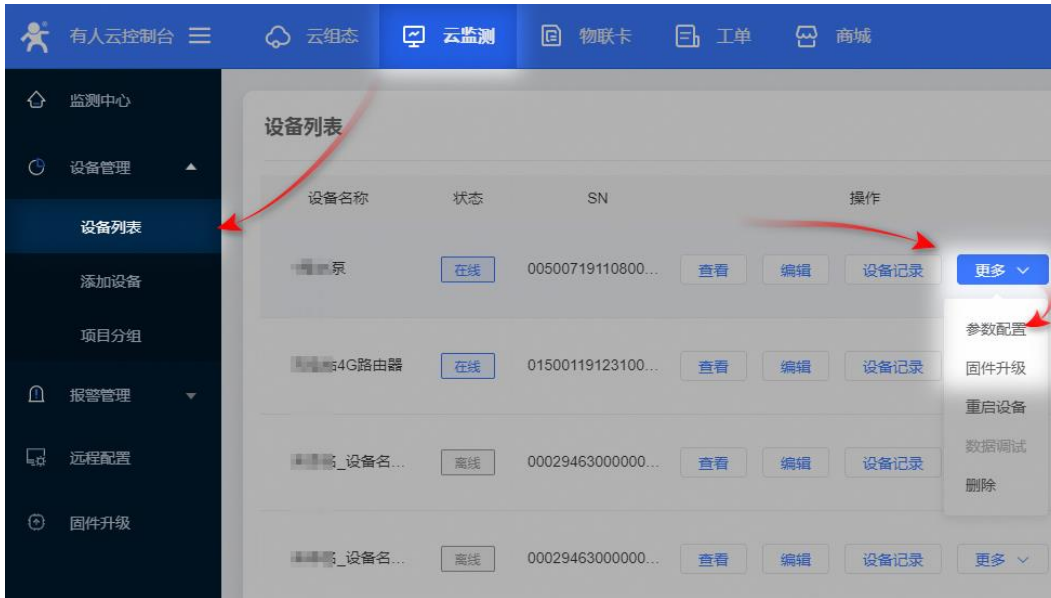 有人云控制台 云组态 云监测 物联卡 工单 商城
监测中心
设备管理
设备列表
添加设备
项目分组
报警管理
远程配置
固件升级
设备列表
设备名称 状态 SN 操作
泵 在线 00500719110800... 查看 编辑 设备记录 更多
4G路由器 在线 01500119123100... 查看 编辑 设备记录
_设备名... 离线 00029463000000... 查看 编辑 设备记录
_设备名... 离线 00029463000000... 查看 编辑 设备记录 更多
参数配置
固件升级
重启设备
数据调试
删除